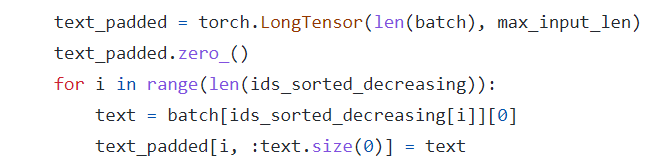 text_padded = torch.LongTensor(len(batch), max_input_len)
text_padded.zero_()
for i in range(len(ids_sorted_decreasing)):
    text = batch[ids_sorted_decreasing[i]][0]
    text_padded[i, :text.size(0)] = text